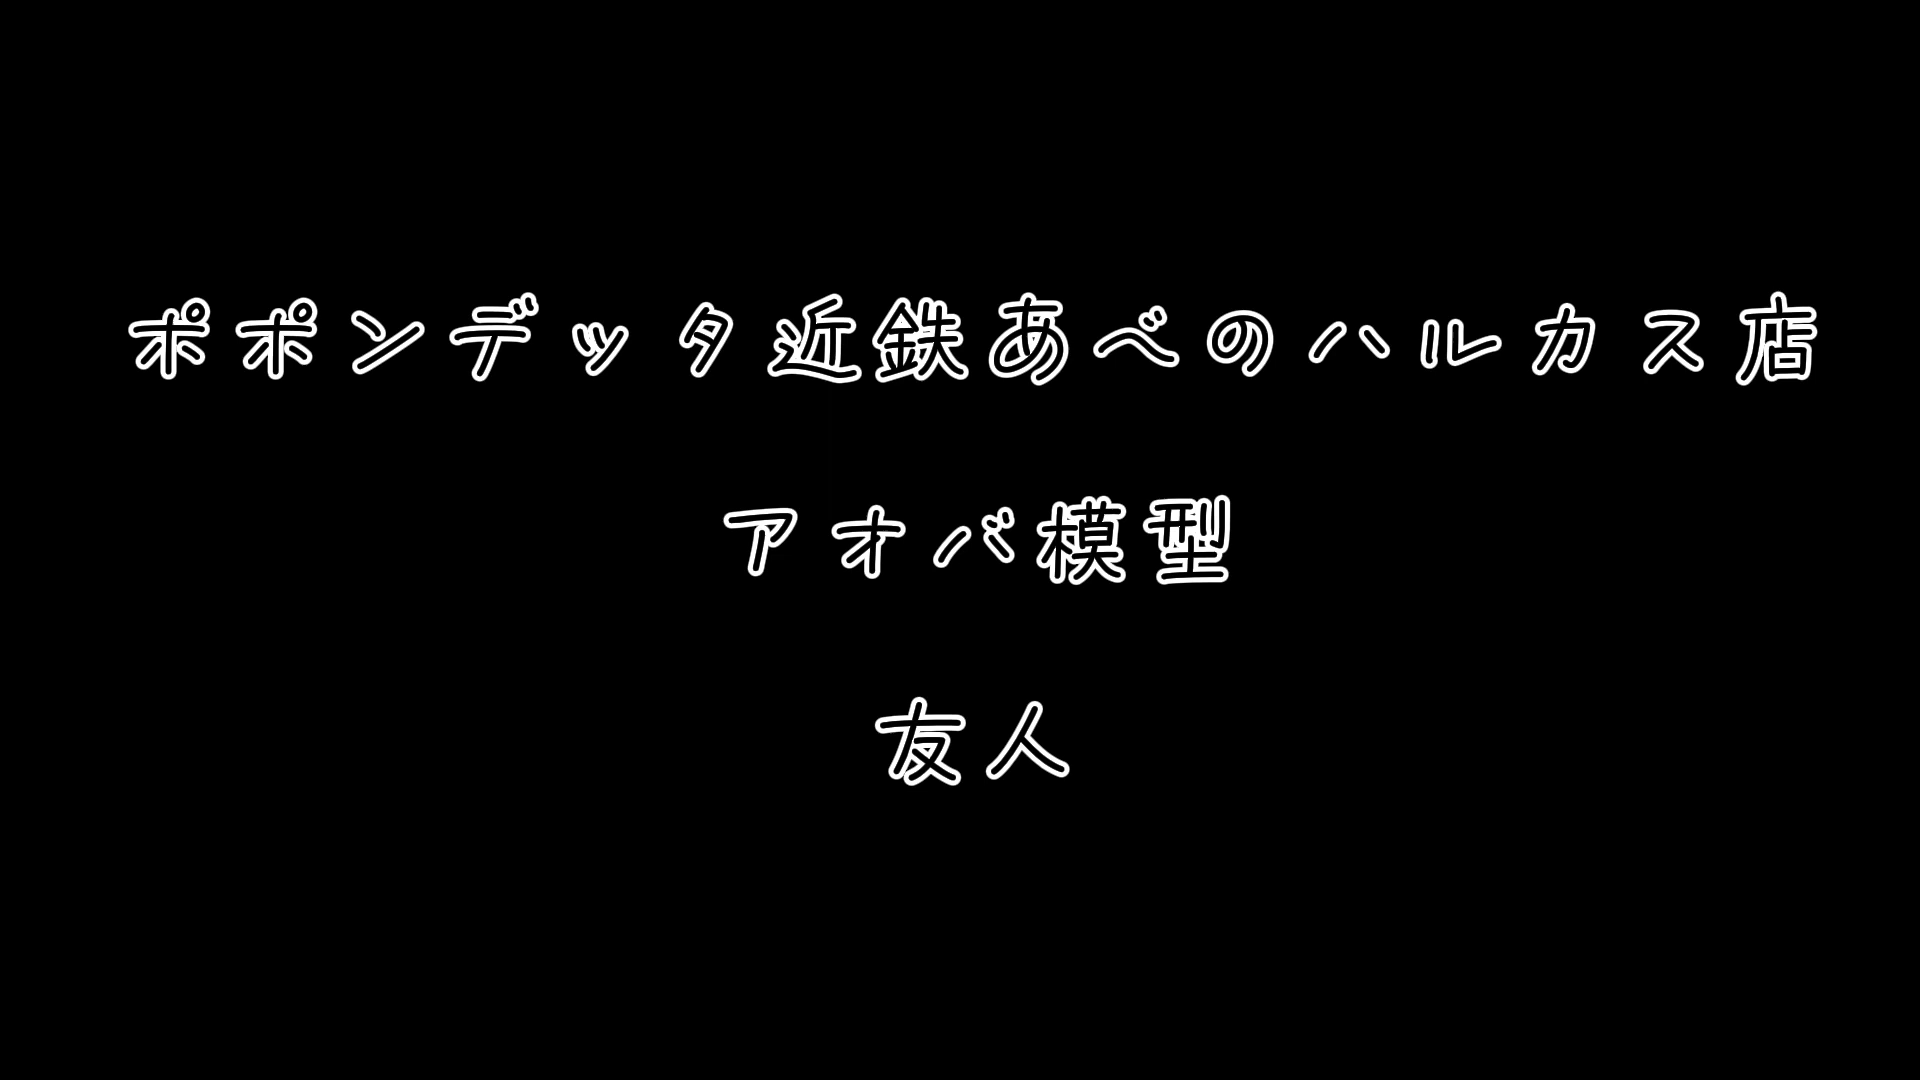 ポポンデッタ近鉄あべのハルカス店
アオバ模型
友人